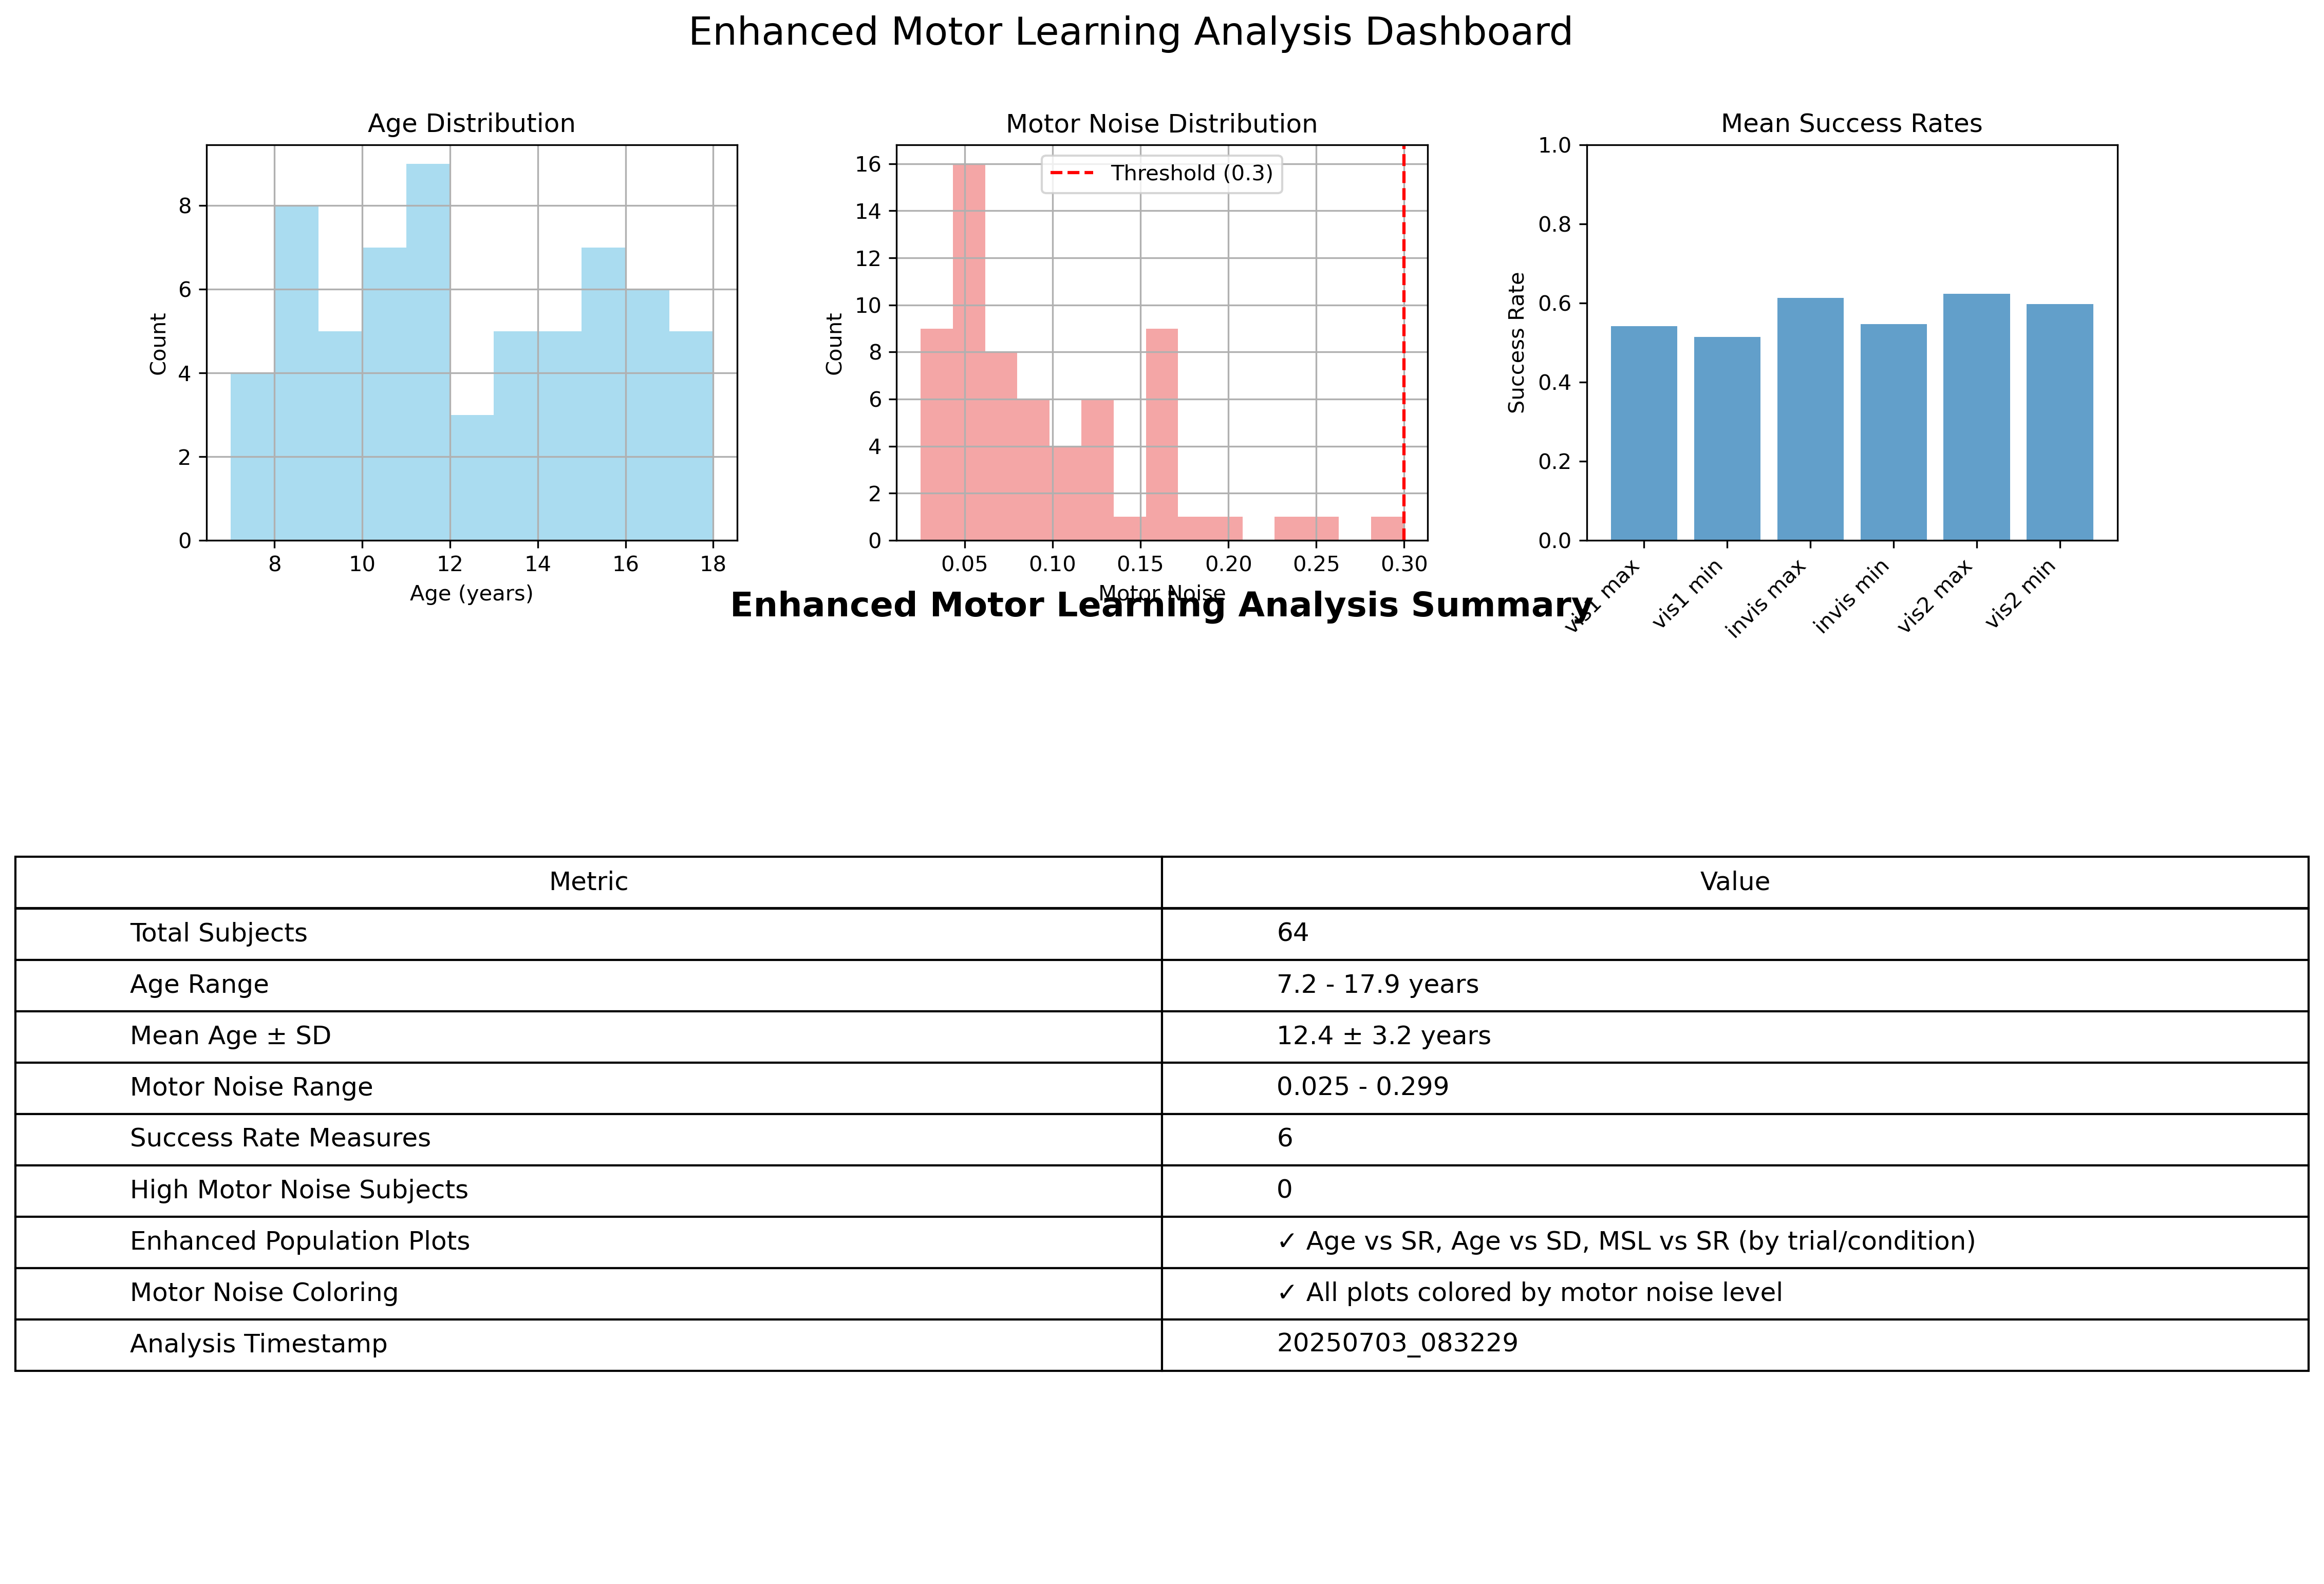 Enhanced Motor Learning Analysis Dashboard
Age Distribution
Count
8
6
4
2
0
8 10 12 14 16 18
Age (years)
Motor Noise Distribution
Threshold (0.3)
Count
16
14
12
10
8
6
4
2
0
0.05 0.10 0.15 0.20 0.25 0.30
Motor Noise
Mean Success Rates
Success Rate
1.0
0.8
0.6
0.4
0.2
0.0
vis1 max
vis1 min
invis max
invis min
vis2 max
vis2 min
Enhanced Motor Learning Analysis Summary
Metric Value
Total Subjects 64
Age Range 7.2 - 17.9 years
Mean Age ± SD 12.4 ± 3.2 years
Motor Noise Range 0.025 - 0.299
Success Rate Measures 6
High Motor Noise Subjects 0
Enhanced Population Plots ✓ Age vs SR, Age vs SD, MSL vs SR (by trial/condition)
Motor Noise Coloring ✓ All plots colored by motor noise level
Analysis Timestamp 20250703_083229